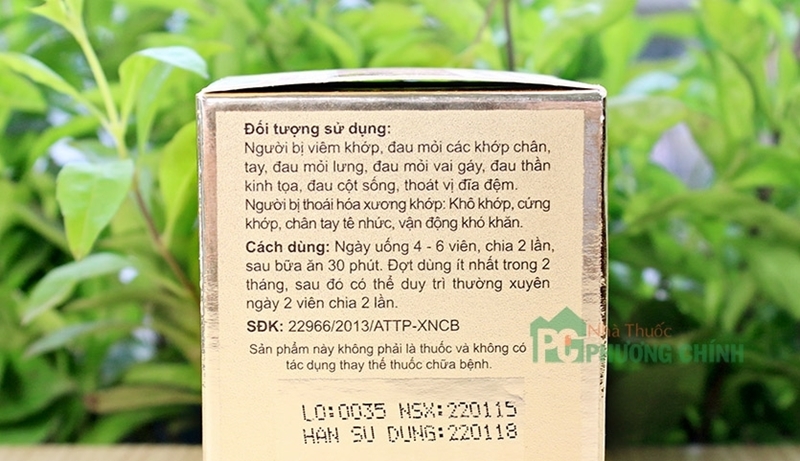 Đối tượng sử dụng:
Người bị viêm khớp, đau mỏi các khớp chân,
tay, đau mỏi lưng, đau mỏi vai gáy, đau thần
kinh tọa, đau cột sống, thoát vị đĩa đệm.
Người bị thoái hóa xương khớp: Khô khớp, cứng
khớp, chân tay tê nhức, vận động khó khăn.
Cách dùng: Ngày uống 4 - 6 viên, chia 2 lần,
sau bữa ăn 30 phút. Đợt dùng ít nhất trong 2
tháng, sau đó có thể duy trì thường xuyên
ngày 2 viên chia 2 lần.
SĐK: 22966/2013/ATTP-XNCB
Sản phẩm này không phải là thuốc và không có
tác dụng thay thế thuốc chữa bệnh.
LO:0035 NSX:220115
HAN SU DUNG:220118
PC Nhà Thuốc
PHƯƠNG CHÍNH